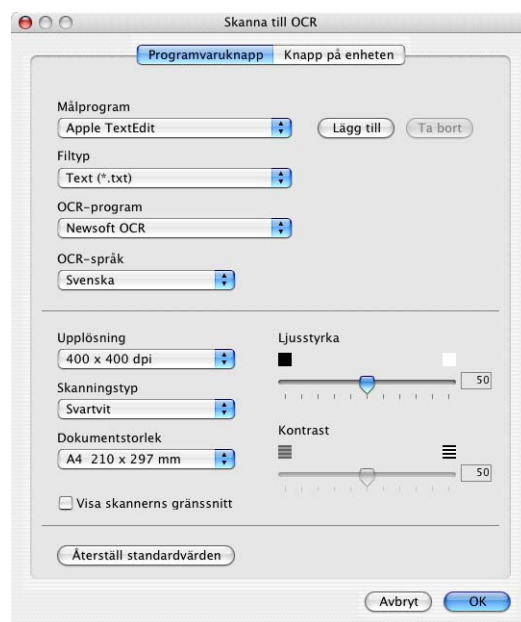 Skanna till OCR
Programvaruknapp Knapp på enheten
Målprogram
Apple TextEdit Lägg till Ta bort
Filtyp
Text (*.txt)
OCR-program
Newsoft OCR
OCR-språk
Svenska
Upplösning Ljusstyrka
400 x 400 dpi
50
Skanningstyp
Svartvit
Kontrast
Dokumentstorlek
A4 210 x 297 mm
50
Visa skannerns gränssnitt
Återställ standardvärden
Avbryt OK